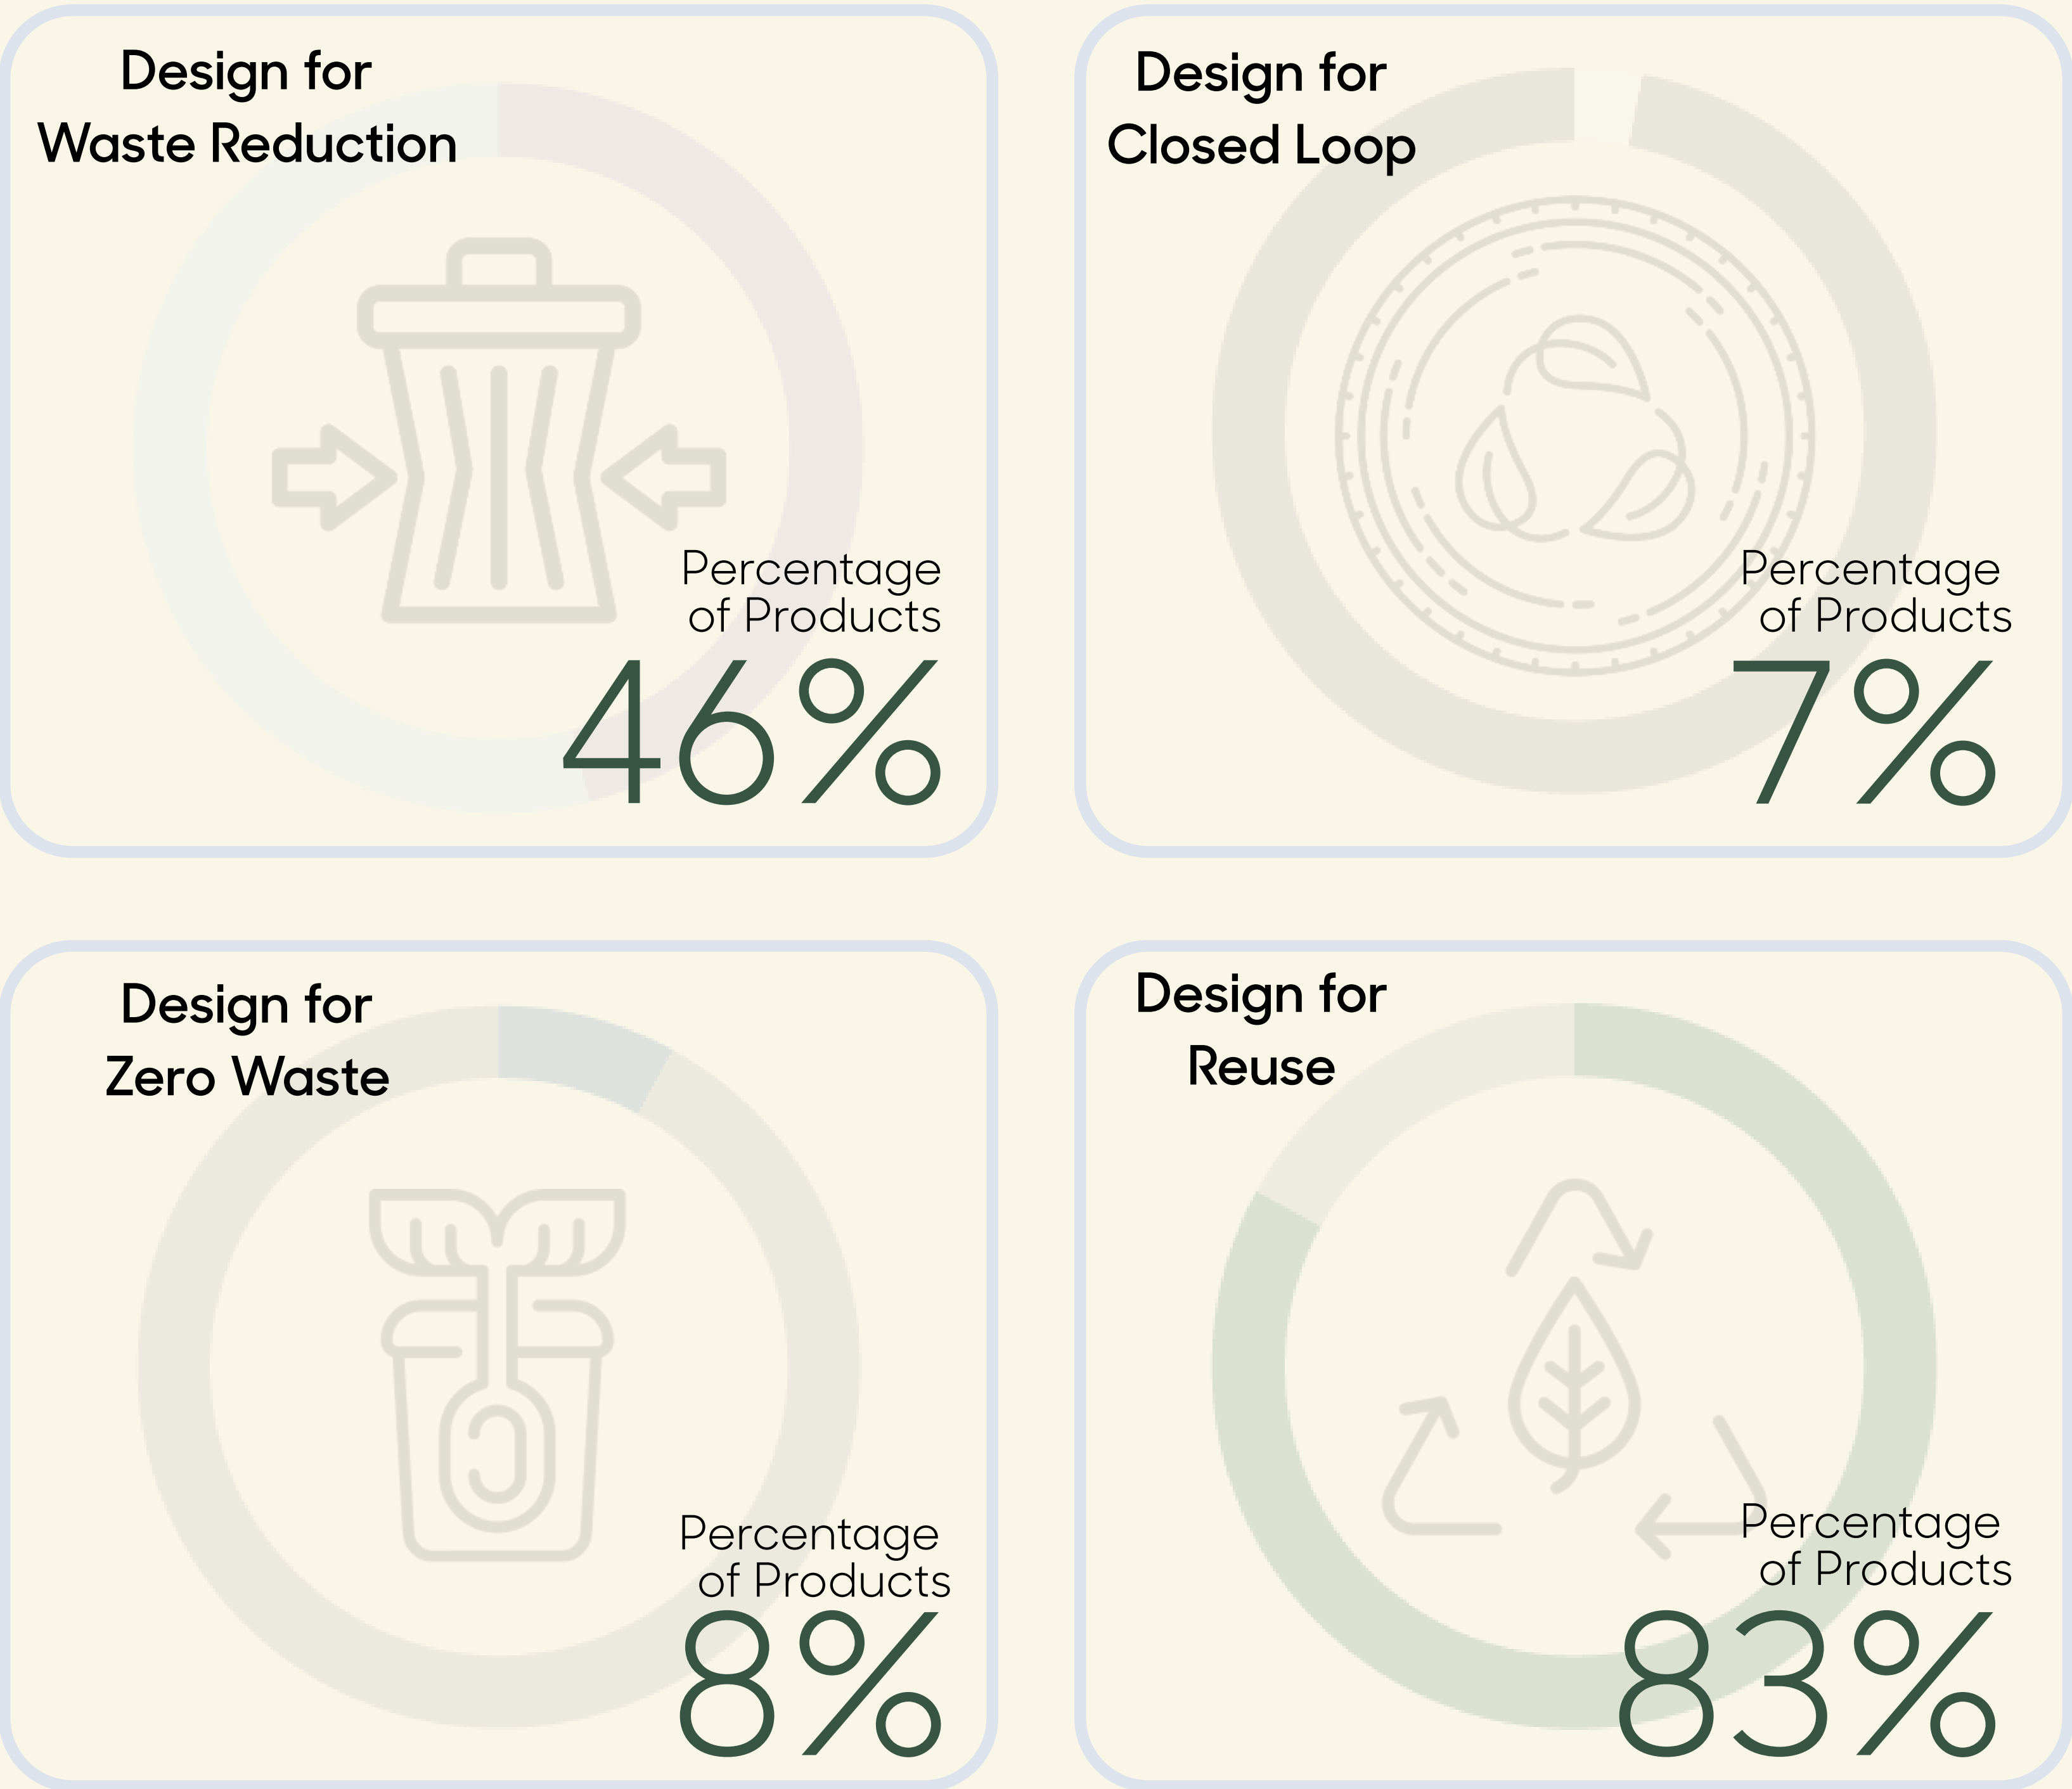 Design for
Waste Reduction
Percentage
of Products
46%
Design for
Closed Loop
Percentage
of Products
7%
Design for
Zero Waste
Percentage
of Products
8%
Design for
Reuse
Percentage
of Products
83%